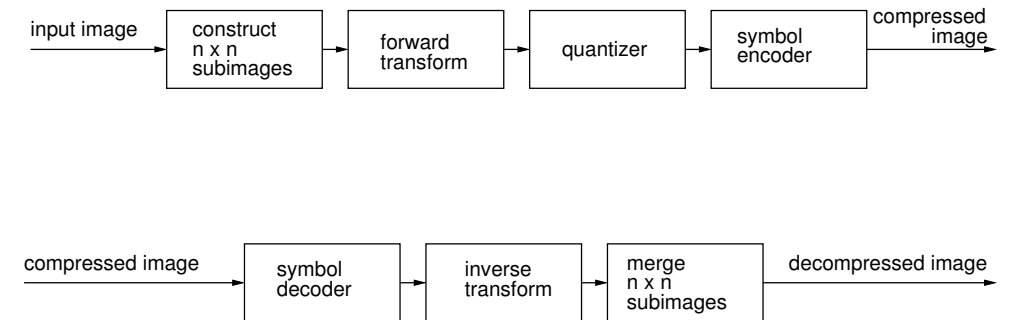 input image
construct
n x n
subimages
forward
transform
quantizer
symbol
encoder
compressed
image
compressed image
symbol
decoder
inverse
transform
merge
n x n
subimages
decompressed image